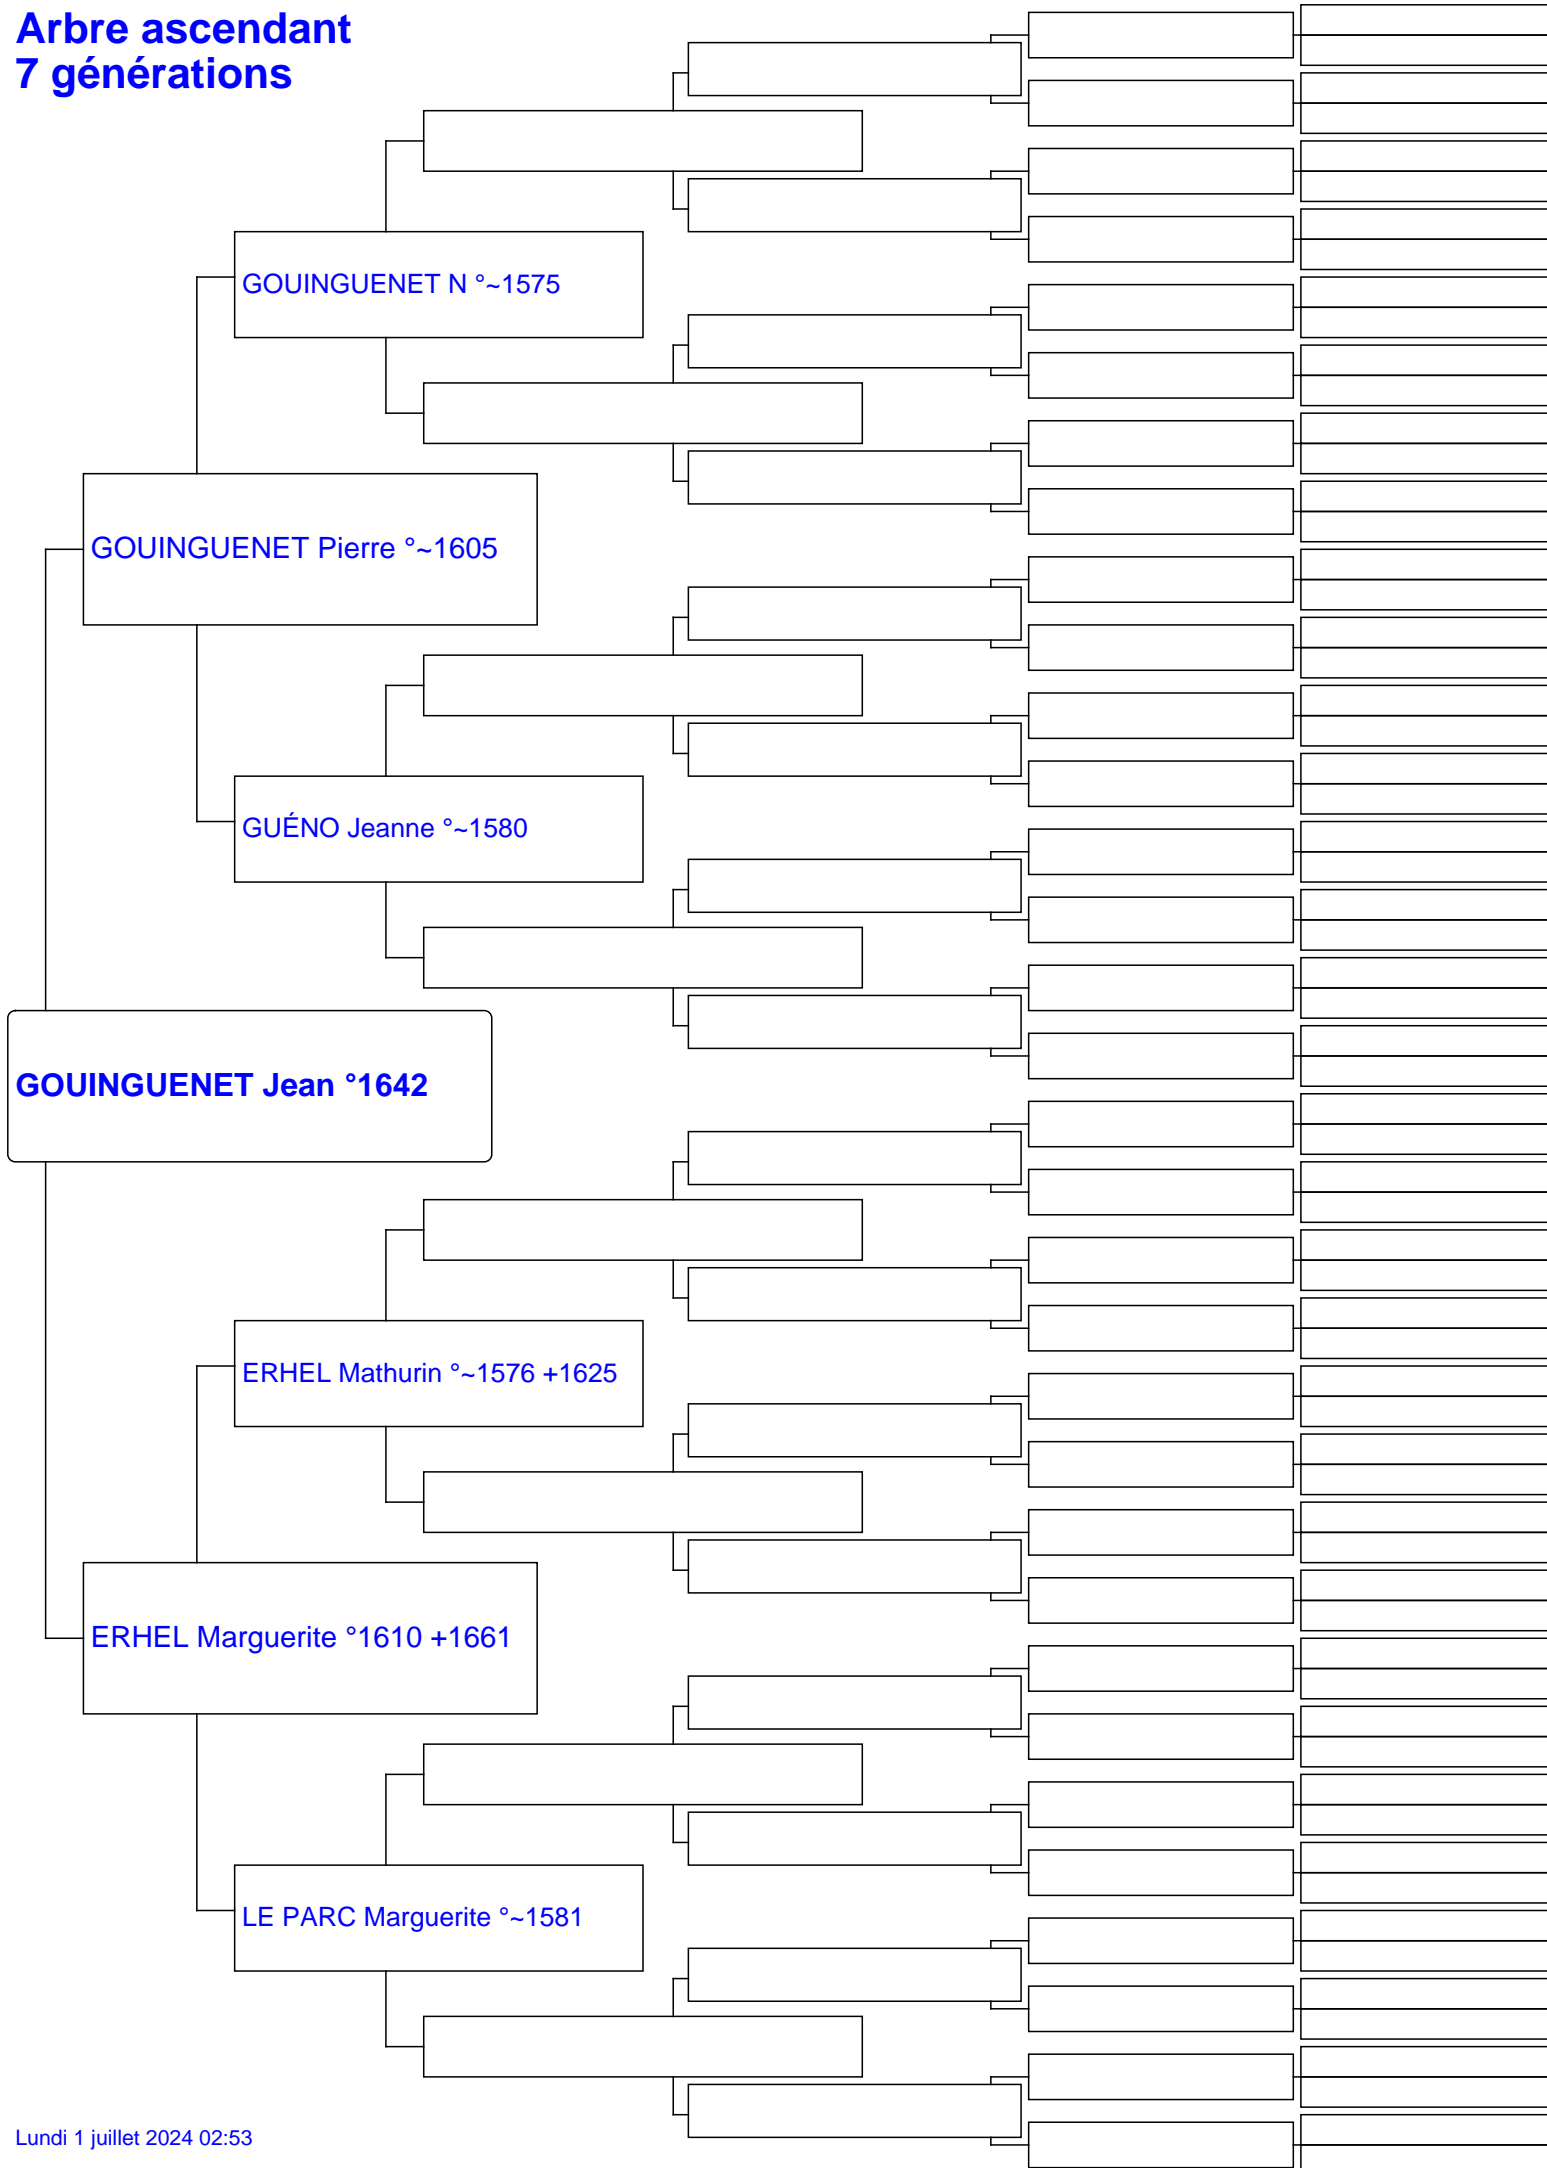 Arbre ascendant
7 générations
GOUINGUENET N °~1575
GOUINGUENET Pierre °~1605
GUÉNO Jeanne °~1580
GOUINGUENET Jean °1642
ERHEL Mathurin °~1576 +1625
ERHEL Marguerite °1610 +1661
LE PARC Marguerite °~1581
Lundi 1 juillet 2024 02:53